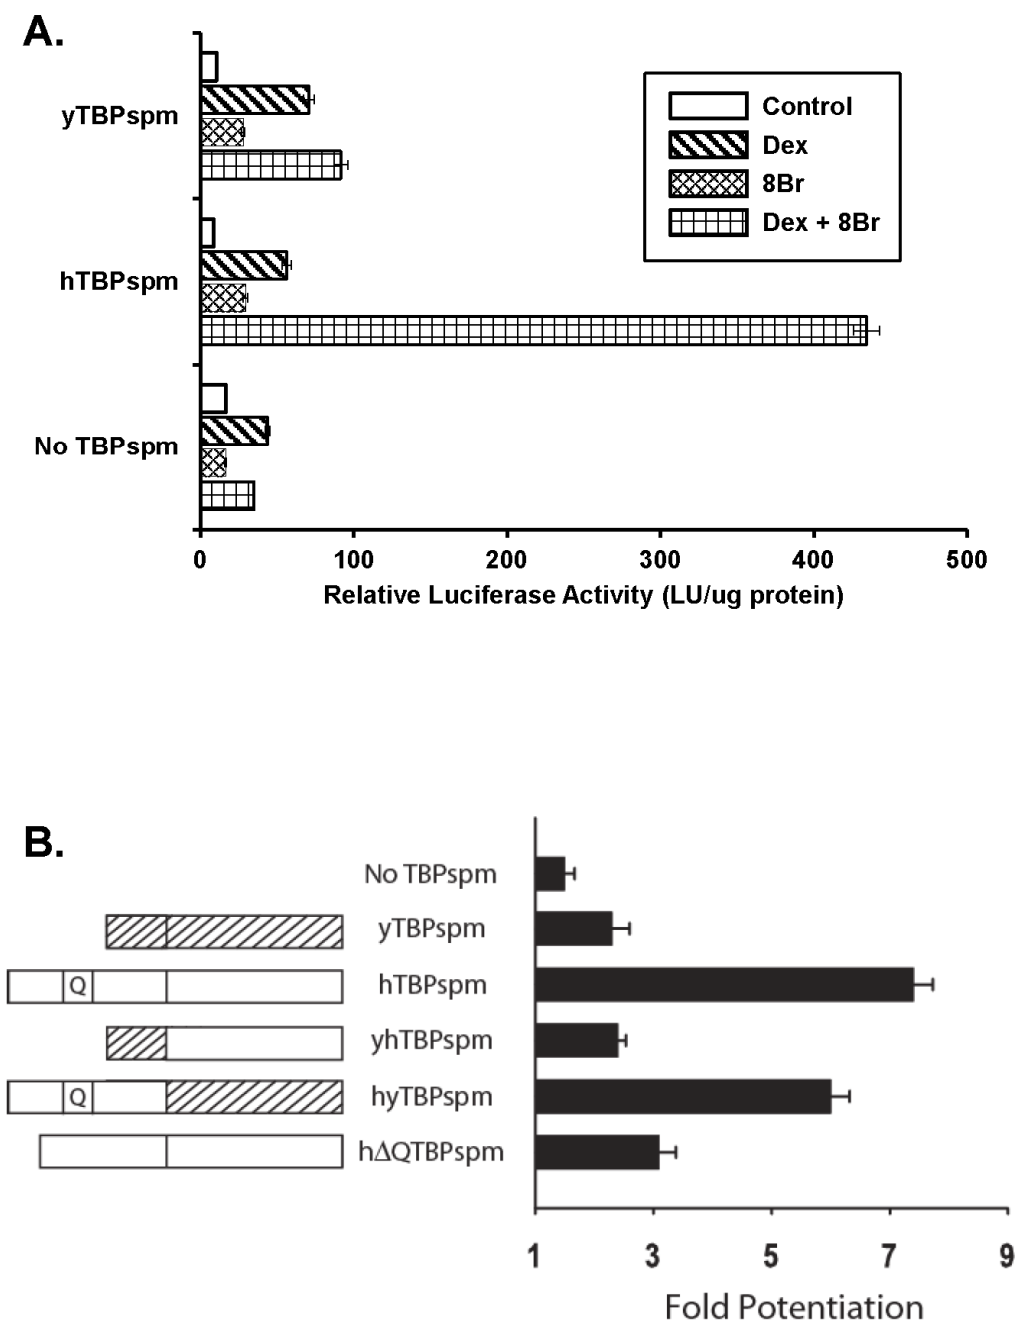 A.
yTBPspm
hTBPspm
No TBPspm
Control
Dex
8Br
Dex + 8Br
0 100 200 300 400 500
Relative Luciferase Activity (LU/ug protein)
B.
No TBPspm
yTBPspm
Q hTBPspm
yhTBPspm
Q hyTBPspm
hΔQTBPspm
1 3 5 7 9
Fold Potentiation